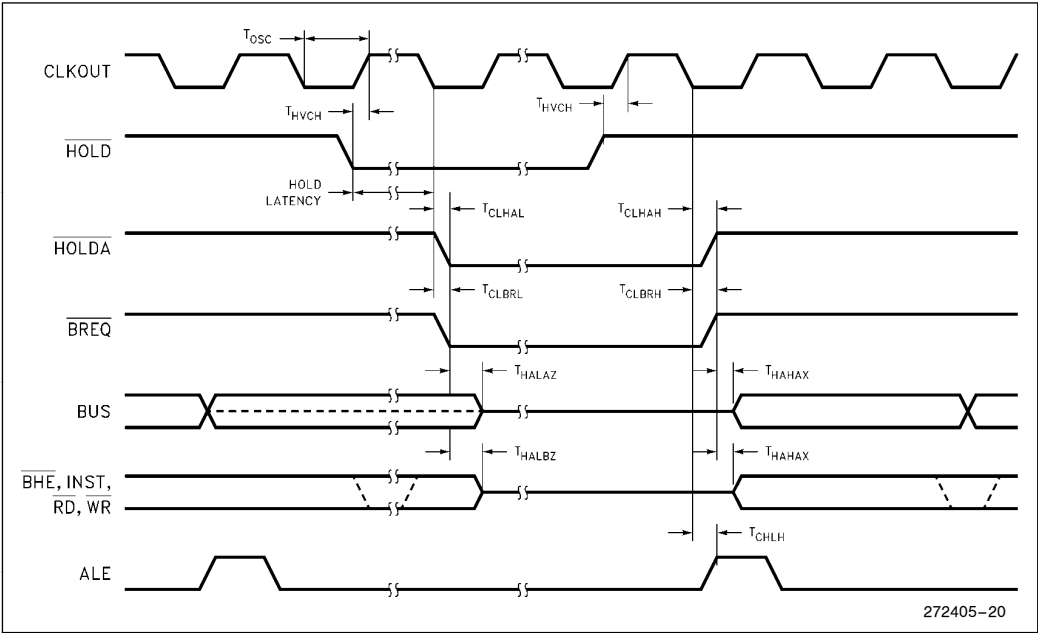 T_OSC
CLKOUT
T_HVCH
T_HVCH
HOLD
HOLD
LATENCY
T_CLHAL
T_CLHAH
HOLDA
T_CLBRL
T_CLBRH
BREQ
T_HALAZ
T_HAHAX
BUS
T_HALBZ
T_HAHAX
BHE, INST,
RD, WR
T_CHLH
ALE
272405-20